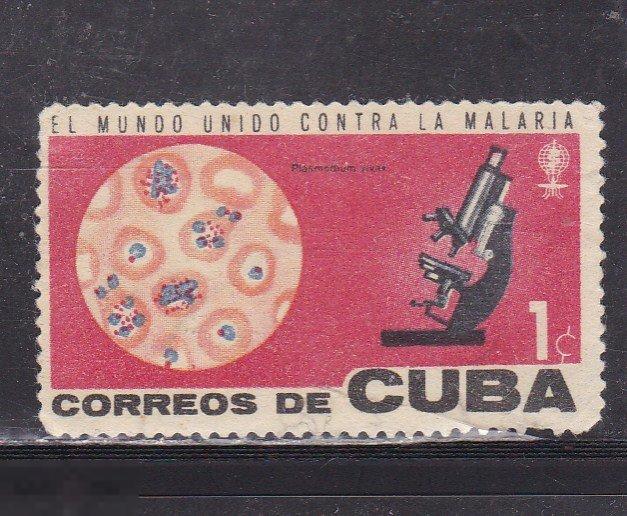 EL MUNDO UNIDO CONTRA LA MALARIA
Plasmodium vivax
1¢
CORREOS DE CUBA